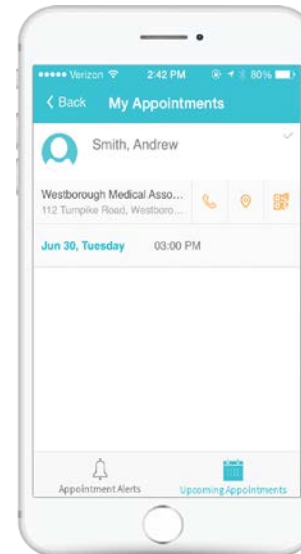 Verizon 2:42 PM 80%
Back My Appointments
Smith, Andrew
Westborough Medical Asso...
112 Turnpike Road, Westboro...
Jun 30, Tuesday 03:00 PM
Appointment Alerts Upcoming Appointments